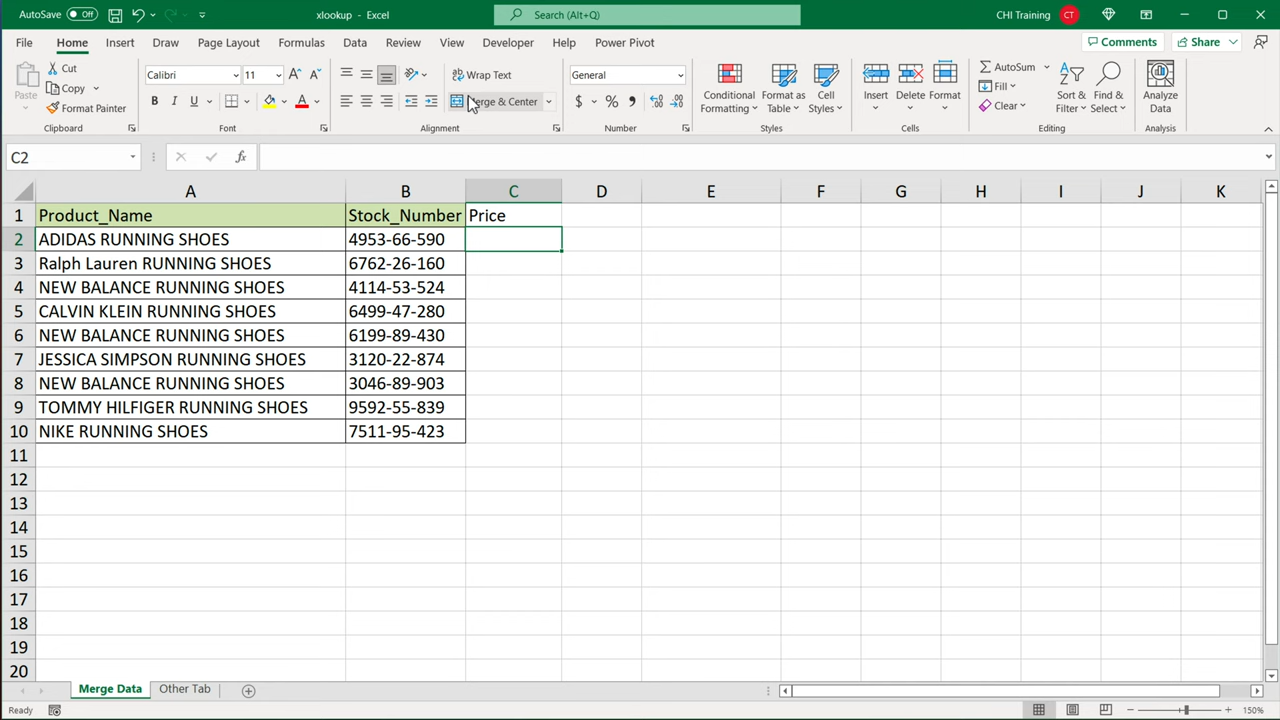 AutoSave Off xlookup - Excel Search (Alt+Q) CHI Training CT
File Home Insert Draw Page Layout Formulas Data Review View Developer Help Power Pivot Comments Share
Paste Cut Copy Format Painter Clipboard
Calibri 11 B I U A Font
Wrap Text Merge & Center Alignment
General $ % Number
Conditional Formatting Format as Table Cell Styles Styles
Insert Delete Format Cells
AutoSum Fill Clear Sort & Filter Find & Select Editing
Analyze Data Analysis
C2 fx
A B C D E F G H I J K
1 Product_Name Stock_Number Price
2 ADIDAS RUNNING SHOES 4953-66-590
3 Ralph Lauren RUNNING SHOES 6762-26-160
4 NEW BALANCE RUNNING SHOES 4114-53-524
5 CALVIN KLEIN RUNNING SHOES 6499-47-280
6 NEW BALANCE RUNNING SHOES 6199-89-430
7 JESSICA SIMPSON RUNNING SHOES 3120-22-874
8 NEW BALANCE RUNNING SHOES 3046-89-903
9 TOMMY HILFIGER RUNNING SHOES 9592-55-839
10 NIKE RUNNING SHOES 7511-95-423
11
12
13
14
15
16
17
18
19
20
Merge Data Other Tab
Ready 150%